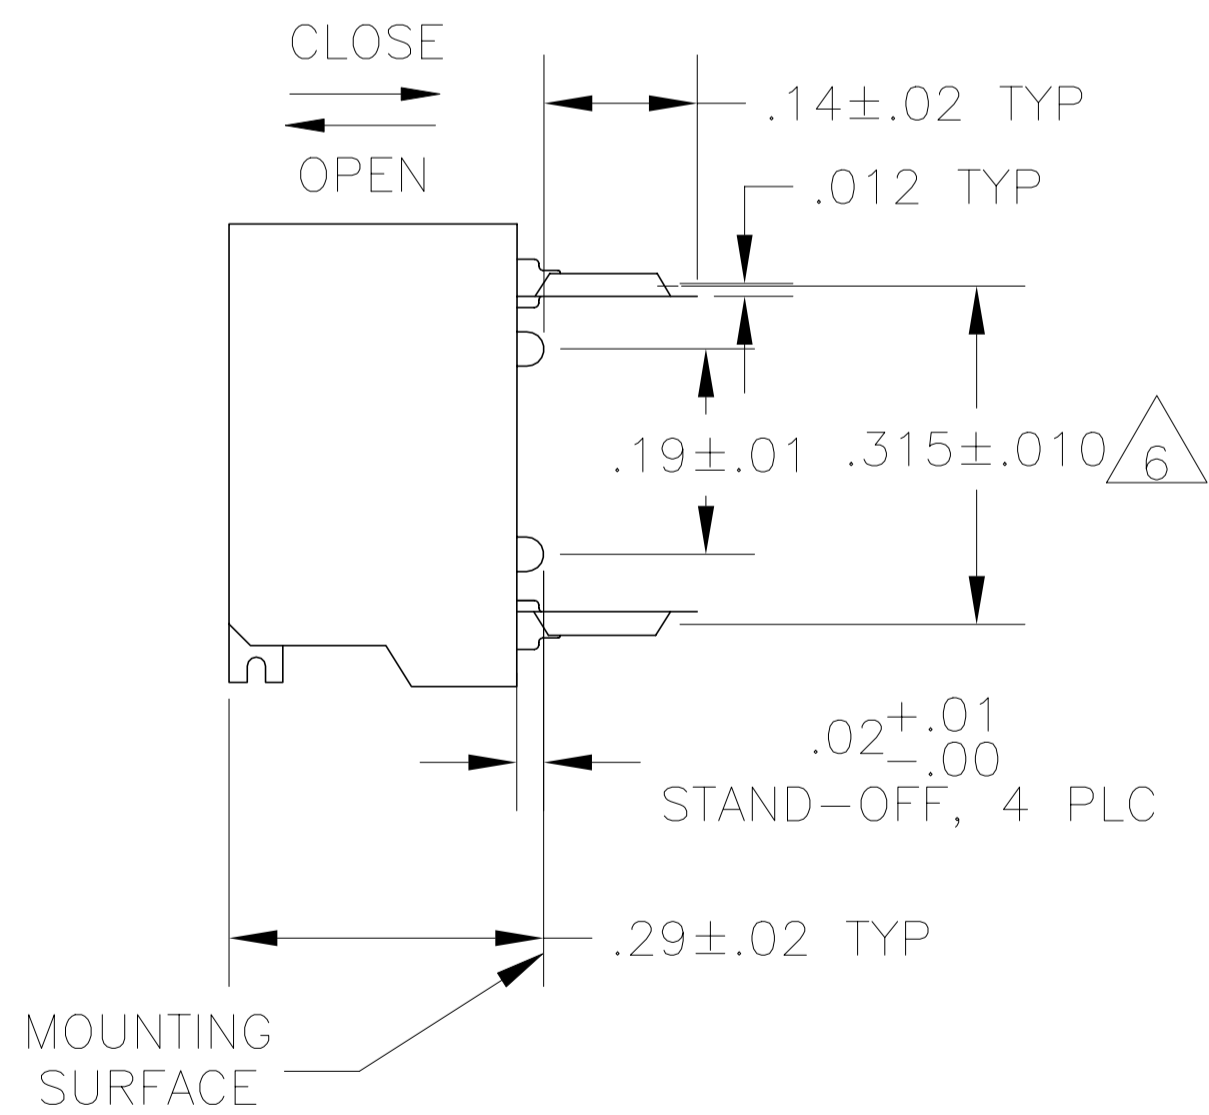 CLOSE
OPEN
.14±.02 TYP
.012 TYP
.19±.01
.315±.010
6
.02+.01
-.00
STAND-OFF, 4 PLC
.29±.02 TYP
MOUNTING
SURFACE